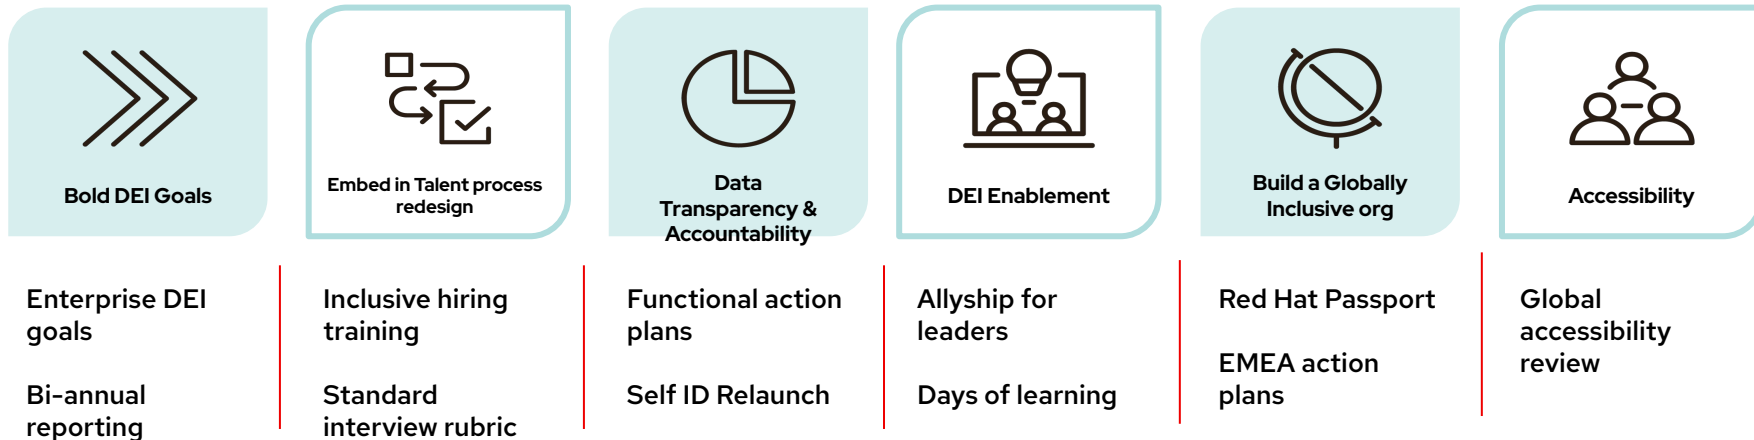 Bold DEI Goals
Embed in Talent process
redesign
Data
Transparency &
Accountability
DEI Enablement
Build a Globally
Inclusive org
Accessibility
Enterprise DEI
goals
Bi-annual
reporting
Inclusive hiring
training
Standard
interview rubric
Functional action
plans
Self ID Relaunch
Allyship for
leaders
Days of learning
Red Hat Passport
EMEA action
plans
Global
accessibility
review